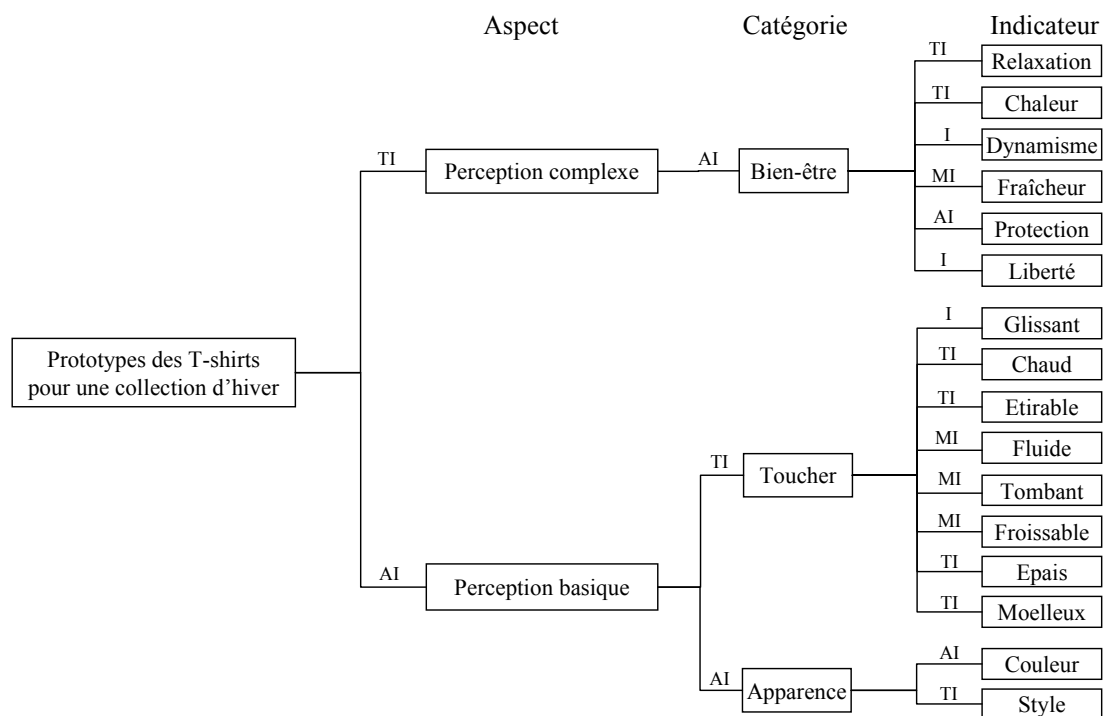 Aspect Catégorie Indicateur
TI Relaxation
TI Chaleur
I Dynamisme
TI Perception complexe AI Bien-être
MI Fraîcheur
AI Protection
I Liberté
I Glissant
Prototypes des T-shirts
pour une collection d'hiver
TI Chaud
TI Etirable
MI Fluide
TI Toucher
MI Tombant
MI Froissable
TI Epais
AI Perception basique
TI Moelleux
AI Couleur
AI Apparence
TI Style